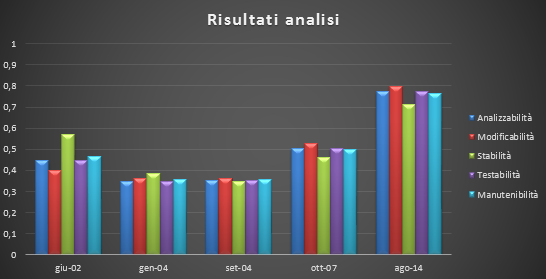 Risultati analisi
1
0,9
0,8
0,7
0,6
0,5
0,4
0,3
0,2
0,1
0
giu-02 gen-04 set-04 ott-07 ago-14
Analizzabilità
Modificabilità
Stabilità
Testabilità
Manutenibilità